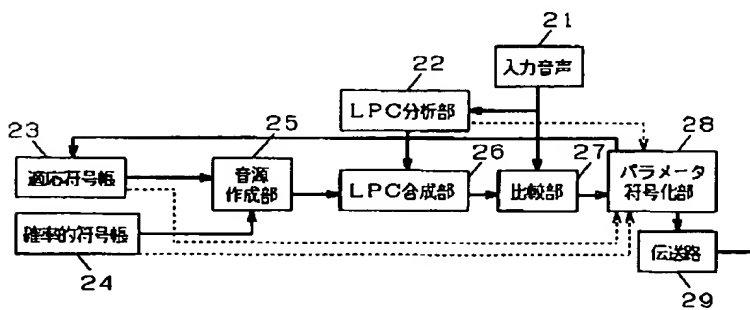 21
入力音声
22
LPC分析部
23
適応符号帳
25
音源
作成部
26
LPC合成部
27
比較部
28
パラメータ
符号化部
確率的符号帳
24
伝送路
29